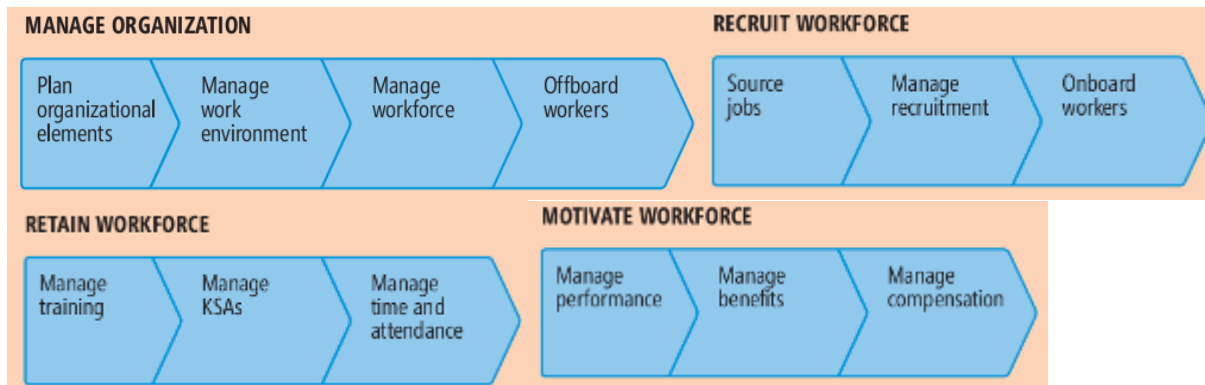 MANAGE ORGANIZATION
Plan
organizational
elements
Manage
work
environment
Manage
workforce
Offboard
workers
RECRUIT WORKFORCE
Source
jobs
Manage
recruitment
Onboard
workers
RETAIN WORKFORCE
Manage
training
Manage
KSAs
Manage
time and
attendance
MOTIVATE WORKFORCE
Manage
performance
Manage
benefits
Manage
compensation